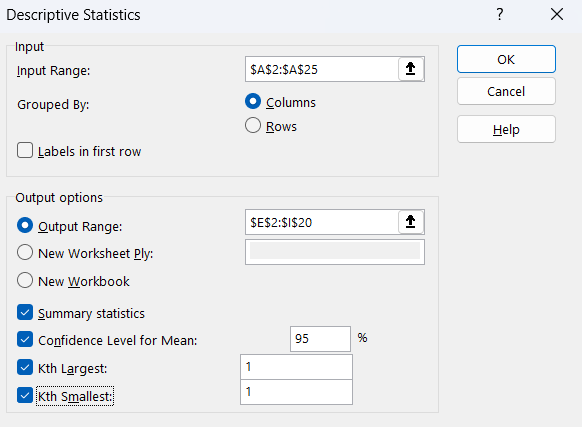 Descriptive Statistics ? ×
Input
Input Range: $A$2:$A$25
Grouped By: Columns
Rows
Labels in first row
OK
Cancel
Help
Output options
Output Range: $E$2:$I$20
New Worksheet Ply:
New Workbook
Summary statistics
Confidence Level for Mean: 95 %
Kth Largest: 1
Kth Smallest: 1